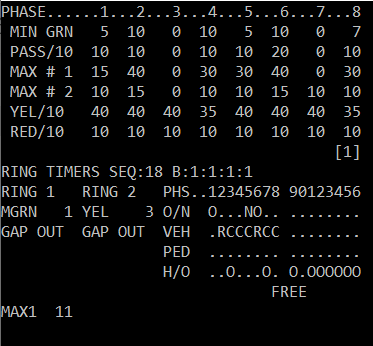 PHASE......1...2...3...4...5...6...7...8
MIN GRN   5  10   0  10   5  10   0   7
PASS/10  10  10   0  10  10  20   0  10
MAX # 1  15  40   0  30  30  40   0  30
MAX # 2  10  15   0  10  10  15  10  10
YEL/10   40  40  40  35  40  40  40  35
RED/10   10  10  10  10  10  10  10  10
[1]
RING TIMERS SEQ:18 B:1:1:1:1
RING 1   RING 2   PHS..12345678 90123456
MGRN   1 YEL    3 O/N  O...NO.. ........
GAP OUT  GAP OUT  VEH  .RCCCRCC ........
PED  ........ ........
H/O  ..O...O. O.OOOOOO
FREE
MAX1  11